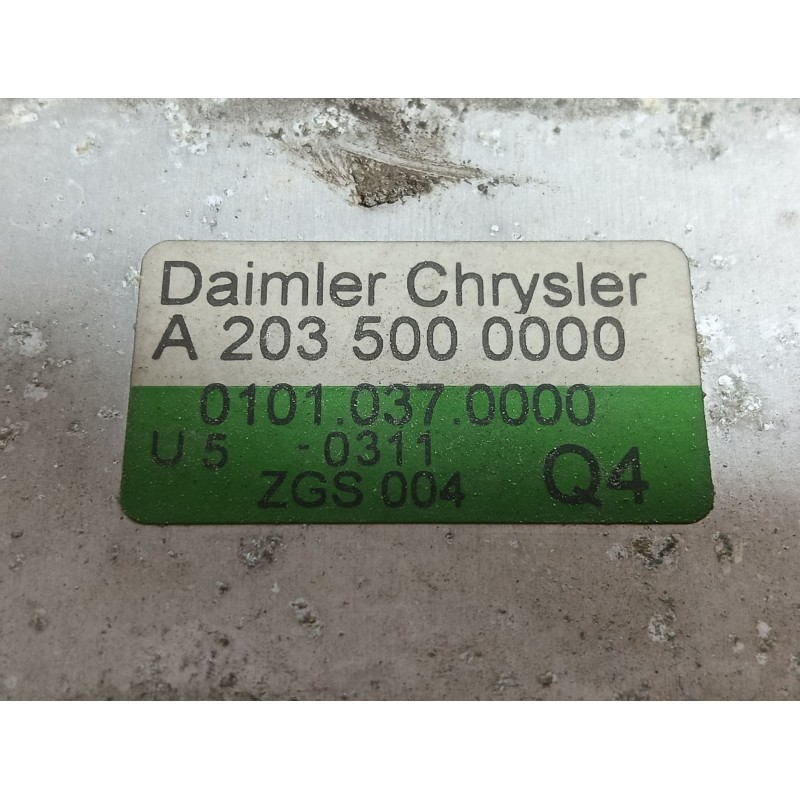 Daimler Chrysler
A 203 500 0000
0101.037.0000
U 5 - 0311
ZGS 004 Q4